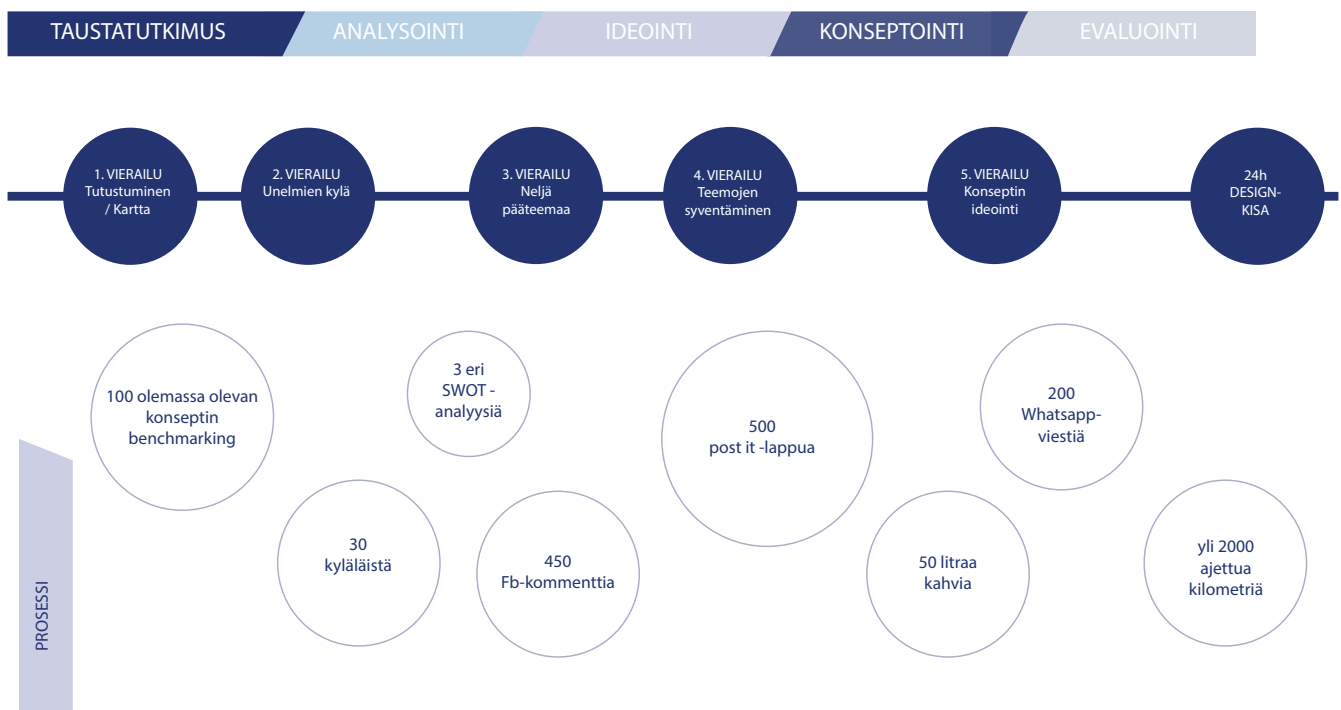 TAUSTATUTKIMUS
ANALYSOINTI
IDEOINTI
KONSEPTOINTI
EVALUOINTI
1. VIERAILU
Tutustuminen
/ Kartta
2. VIERAILU
Unelmien kylä
3. VIERAILU
Neljä
pääteemaa
4. VIERAILU
Teemojen
syventäminen
5. VIERAILU
Konseptin
ideointi
24h
DESIGN-
KISA
100 olemassa olevan
konseptin
benchmarking
3 eri
SWOT -
analyysiä
500
post it -lappua
200
Whatsapp-
viestiä
30
kyläläistä
450
Fb-kommenttia
50 litraa
kahvia
yli 2000
ajettua
kilometriä
PROSESSI